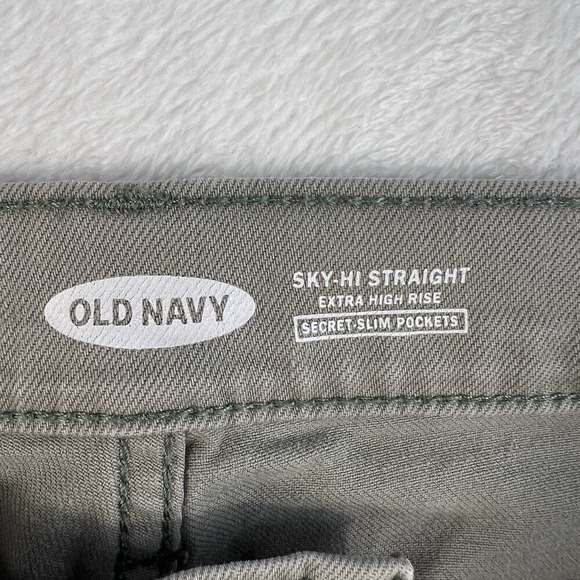 OLD NAVY
SKY-HI STRAIGHT
EXTRA HIGH RISE
SECRET-SLIM POCKETS